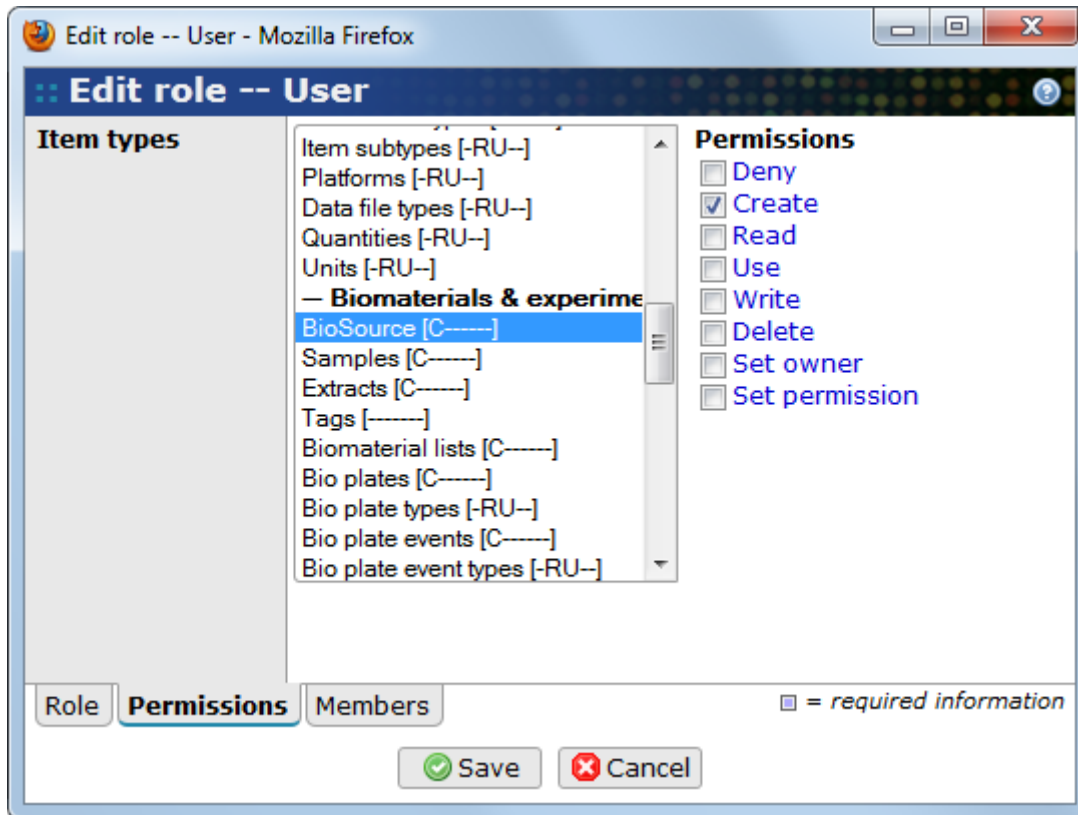 Edit role -- User - Mozilla Firefox
:: Edit role -- User
Item types
Item subtypes [-RU--]
Platforms [-RU--]
Data file types [-RU--]
Quantities [-RU--]
Units [-RU--]
— Biomaterials & experime
BioSource [C------]
Samples [C------]
Extracts [C------]
Tags [-------]
Biomaterial lists [C------]
Bio plates [C------]
Bio plate types [-RU--]
Bio plate events [C------]
Bio plate event types [-RU--]
Permissions
Deny
Create
Read
Use
Write
Delete
Set owner
Set permission
Role Permissions Members
= required information
Save Cancel